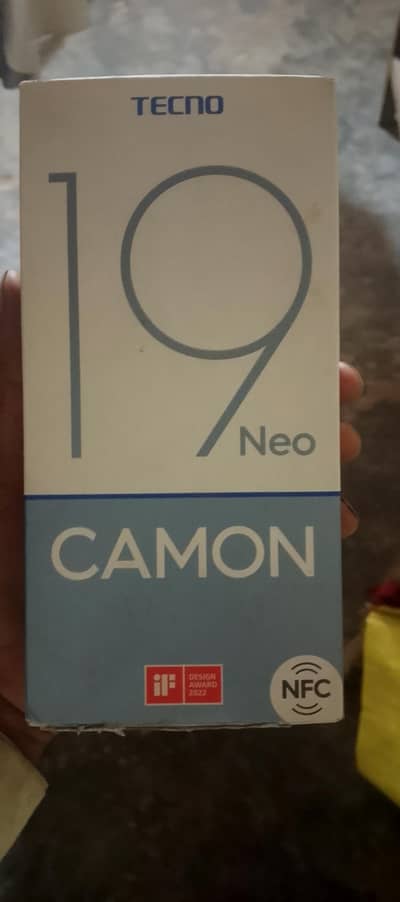 TECNO
19
Neo
CAMON
iF DESIGN
AWARD
2022
NFC